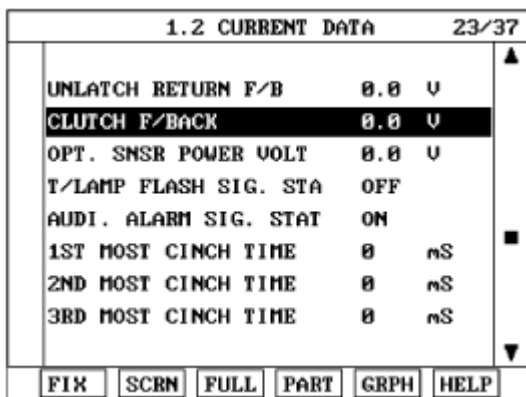 1.2 CURRENT DATA 23/37
UNLATCH RETURN F/B 0.0 V
CLUTCH F/BACK 0.0 V
OPT. SNSR POWER VOLT 0.0 V
T/LAMP FLASH SIG. STA OFF
AUDI. ALARM SIG. STAT ON
1ST MOST CINCH TIME 0 mS
2ND MOST CINCH TIME 0 mS
3RD MOST CINCH TIME 0 mS
FIX SCRN FULL PART GRPH HELP